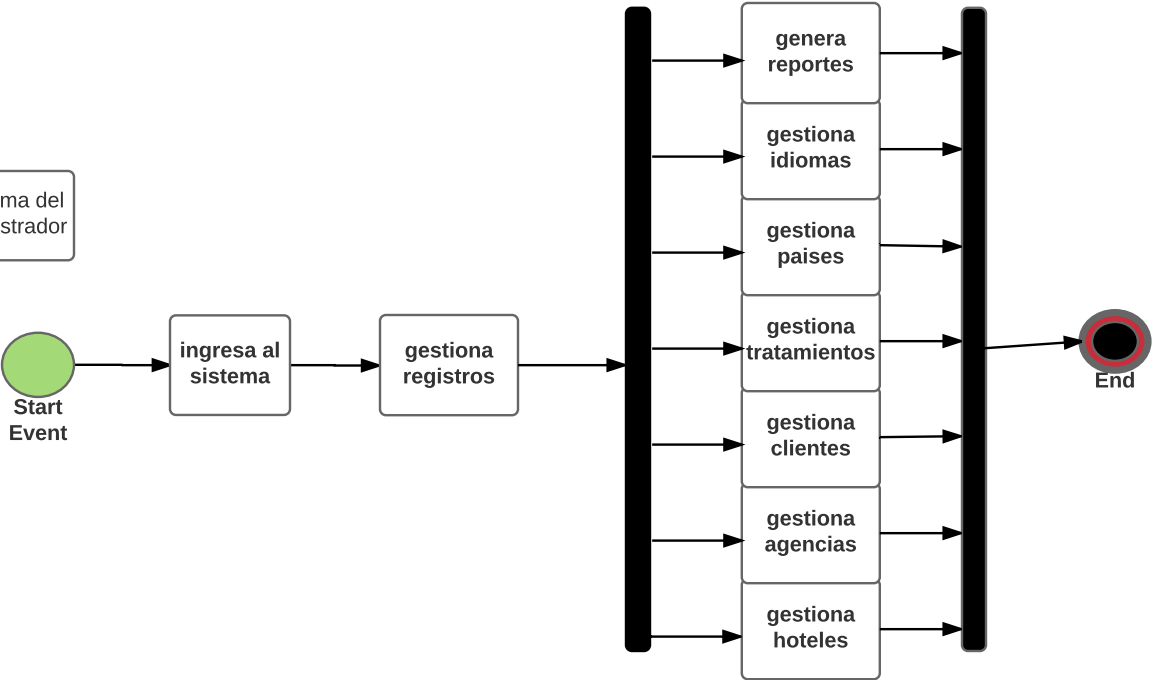 genera
reportes
gestiona
idiomas
ma del
strador
gestiona
paises
gestiona
tratamientos
ingresa al
sistema
gestiona
registros
End
Start
Event
gestiona
clientes
gestiona
agencias
gestiona
hoteles